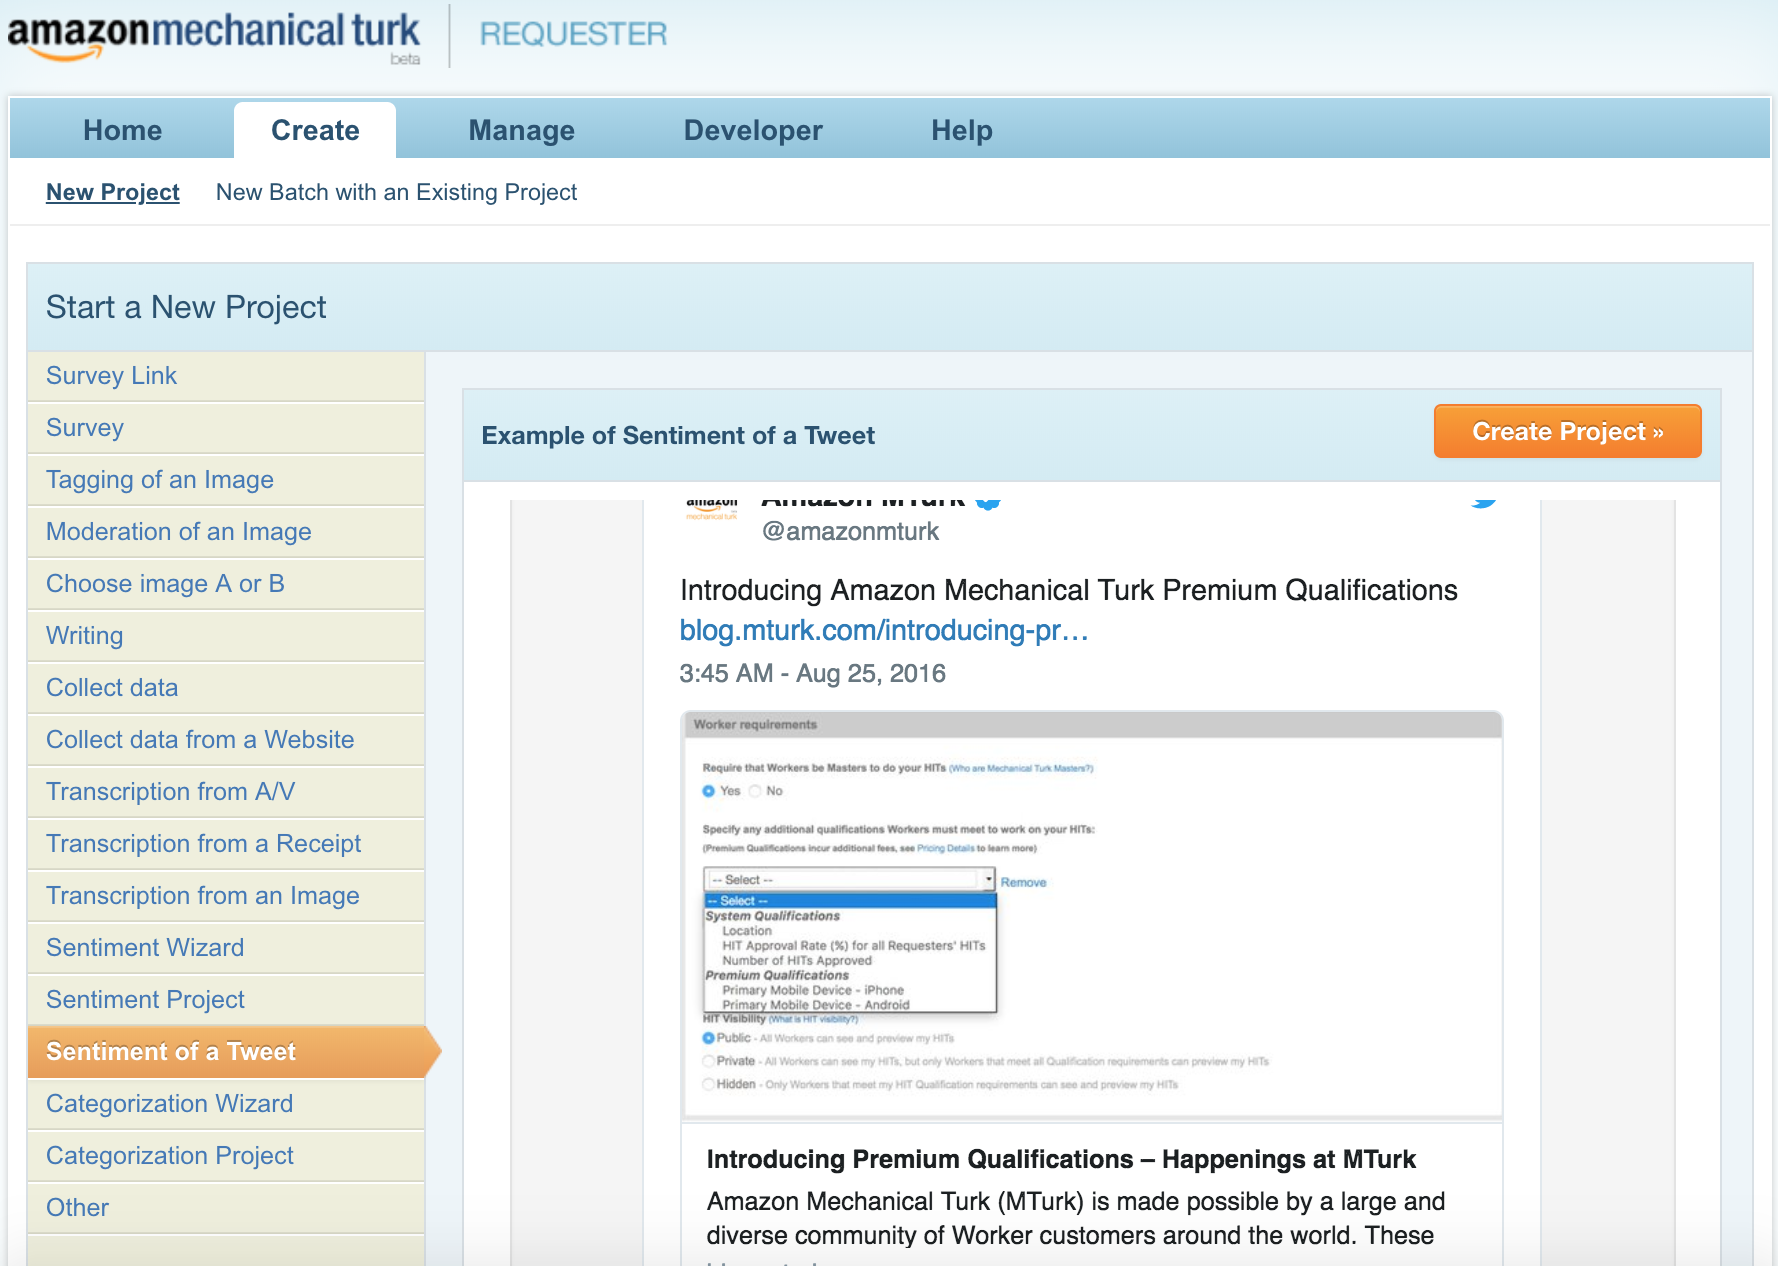 amazonmechanical turk
beta
REQUESTER
Home
Create
Manage
Developer
Help
New Project
New Batch with an Existing Project
Start a New Project
Survey Link
Survey
Tagging of an Image
Moderation of an Image
Choose image A or B
Writing
Collect data
Collect data from a Website
Transcription from A/V
Transcription from a Receipt
Transcription from an Image
Sentiment Wizard
Sentiment Project
Sentiment of a Tweet
Categorization Wizard
Categorization Project
Other
Example of Sentiment of a Tweet
Create Project »
amazon
mechanical turk
Amazon MTurk
@amazonmturk
Introducing Amazon Mechanical Turk Premium Qualifications
blog.mturk.com/introducing-pr…
3:45 AM - Aug 25, 2016
Worker requirements
Require that Workers be Masters to do your HITs (Who are Mechanical Turk Masters?)
Yes No
Specify any additional qualifications Workers must meet to work on your HITs:
(Premium Qualifications incur additional fees, see Pricing Details to learn more)
-- Select --
Remove
-- Select --
System Qualifications
Location
HIT Approval Rate (%) for all Requesters' HITs
Number of HITs Approved
Premium Qualifications
Primary Mobile Device - iPhone
Primary Mobile Device - Android
HIT Visibility (What is HIT visibility?)
Public - All Workers can see and preview my HITs
Private - All Workers can see my HITs, but only Workers that meet all Qualification requirements can preview my HITs
Hidden - Only Workers that meet my HIT Qualification requirements can see and preview my HITs
Introducing Premium Qualifications – Happenings at MTurk
Amazon Mechanical Turk (MTurk) is made possible by a large and
diverse community of Worker customers around the world. These